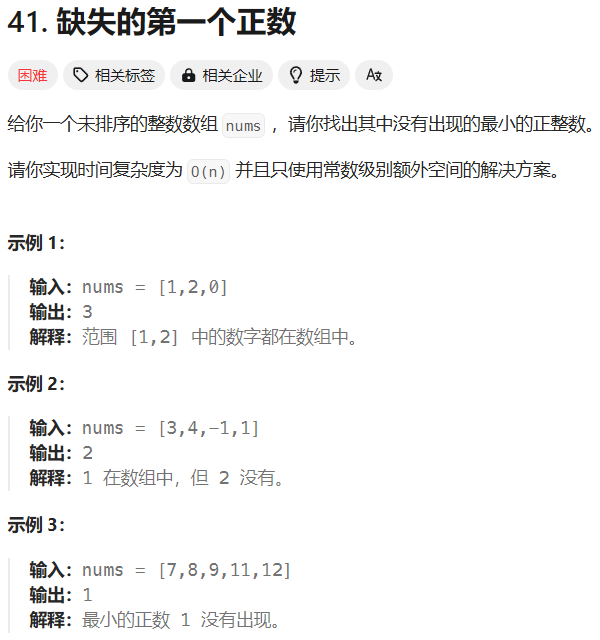 41. 缺失的第一个正数
困难 相关标签 相关企业 提示 A文
给你一个未排序的整数数组 nums ，请你找出其中没有出现的最小的正整数。
请你实现时间复杂度为 O(n) 并且只使用常数级别额外空间的解决方案。
示例 1：
输入：nums = [1,2,0]
输出：3
解释：范围 [1,2] 中的数字都在数组中。
示例 2：
输入：nums = [3,4,-1,1]
输出：2
解释：1 在数组中，但 2 没有。
示例 3：
输入：nums = [7,8,9,11,12]
输出：1
解释：最小的正数 1 没有出现。